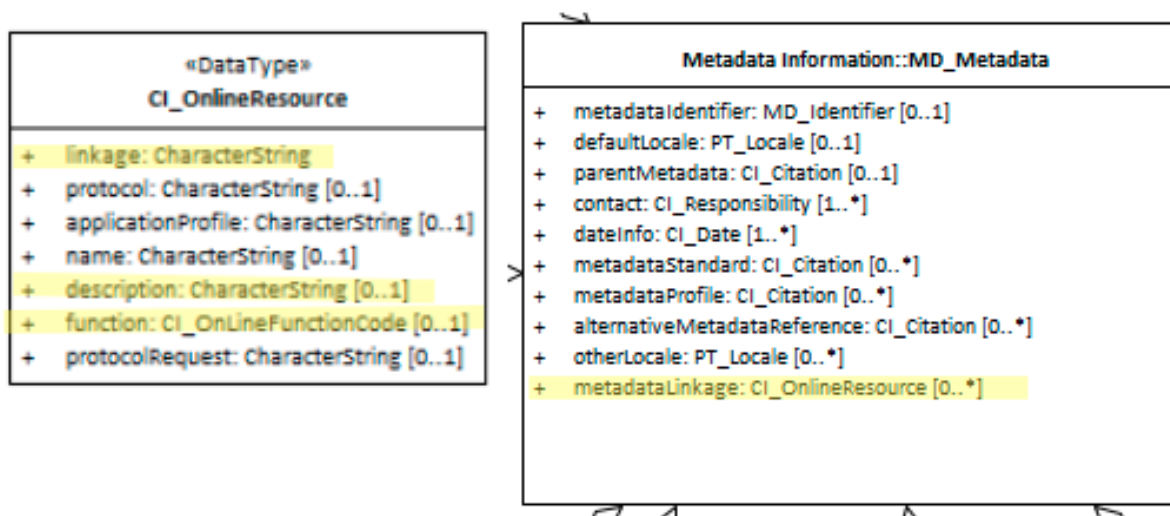 «DataType»
CI_OnlineResource
+ linkage: CharacterString
+ protocol: CharacterString [0..1]
+ applicationProfile: CharacterString [0..1]
+ name: CharacterString [0..1]
+ description: CharacterString [0..1]
+ function: CI_OnLineFunctionCode [0..1]
+ protocolRequest: CharacterString [0..1]
Metadata Information::MD_Metadata
+ metadataIdentifier: MD_Identifier [0..1]
+ defaultLocale: PT_Locale [0..1]
+ parentMetadata: CI_Citation [0..1]
+ contact: CI_Responsibility [1..*]
+ dateInfo: CI_Date [1..*]
+ metadataStandard: CI_Citation [0..*]
+ metadataProfile: CI_Citation [0..*]
+ alternativeMetadataReference: CI_Citation [0..*]
+ otherLocale: PT_Locale [0..*]
+ metadataLinkage: CI_OnlineResource [0..*]